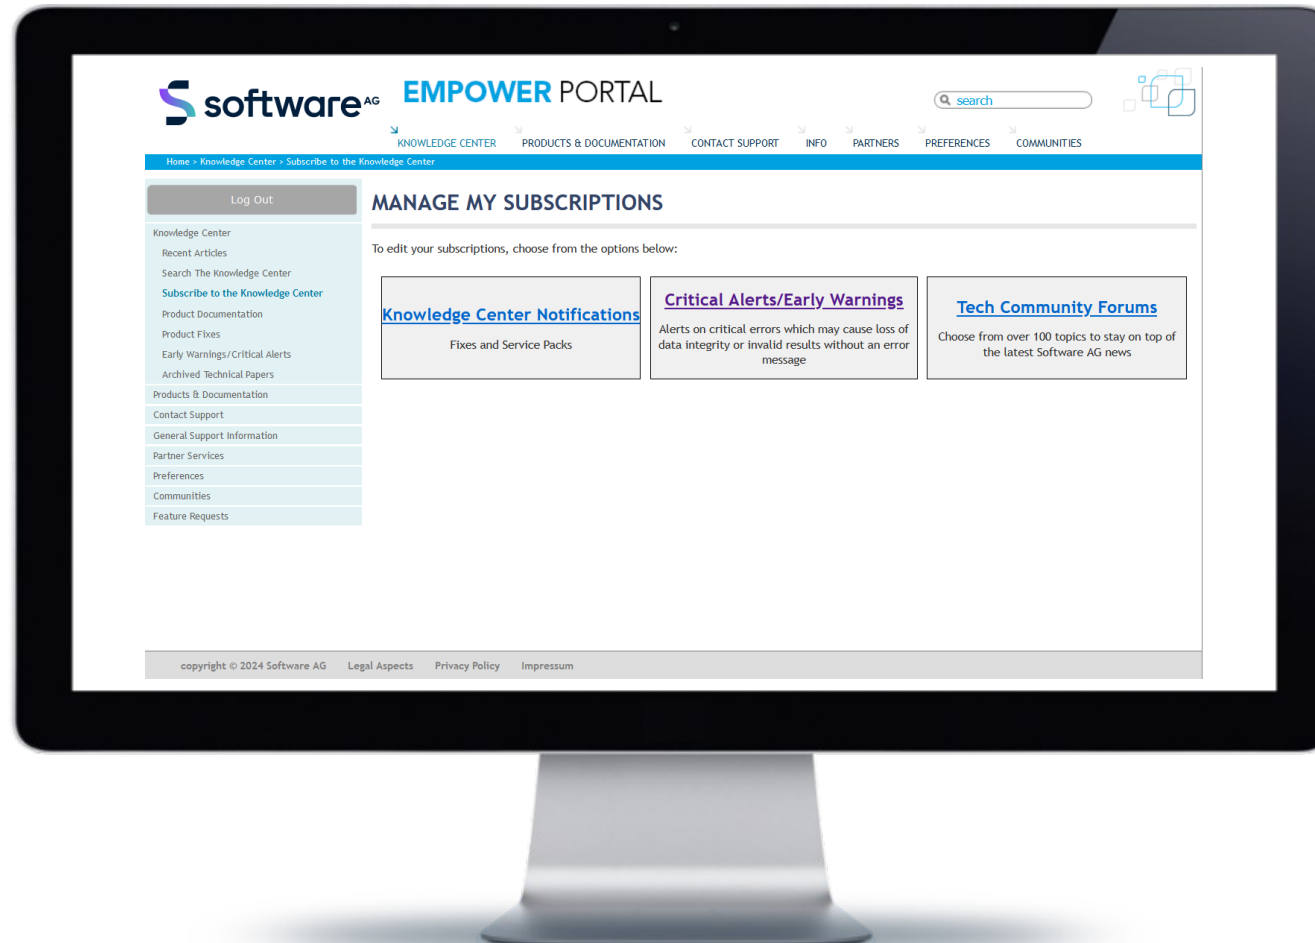 software AG
EMPOWER PORTAL
search
KNOWLEDGE CENTER PRODUCTS & DOCUMENTATION CONTACT SUPPORT INFO PARTNERS PREFERENCES COMMUNITIES
Home > Knowledge Center > Subscribe to the Knowledge Center
Log Out
Knowledge Center
Recent Articles
Search The Knowledge Center
Subscribe to the Knowledge Center
Product Documentation
Product Fixes
Early Warnings/Critical Alerts
Archived Technical Papers
Products & Documentation
Contact Support
General Support Information
Partner Services
Preferences
Communities
Feature Requests
MANAGE MY SUBSCRIPTIONS
To edit your subscriptions, choose from the options below:
Knowledge Center Notifications
Fixes and Service Packs
Critical Alerts/Early Warnings
Alerts on critical errors which may cause loss of
data integrity or invalid results without an error
message
Tech Community Forums
Choose from over 100 topics to stay on top of
the latest Software AG news
copyright © 2024 Software AG Legal Aspects Privacy Policy Impressum